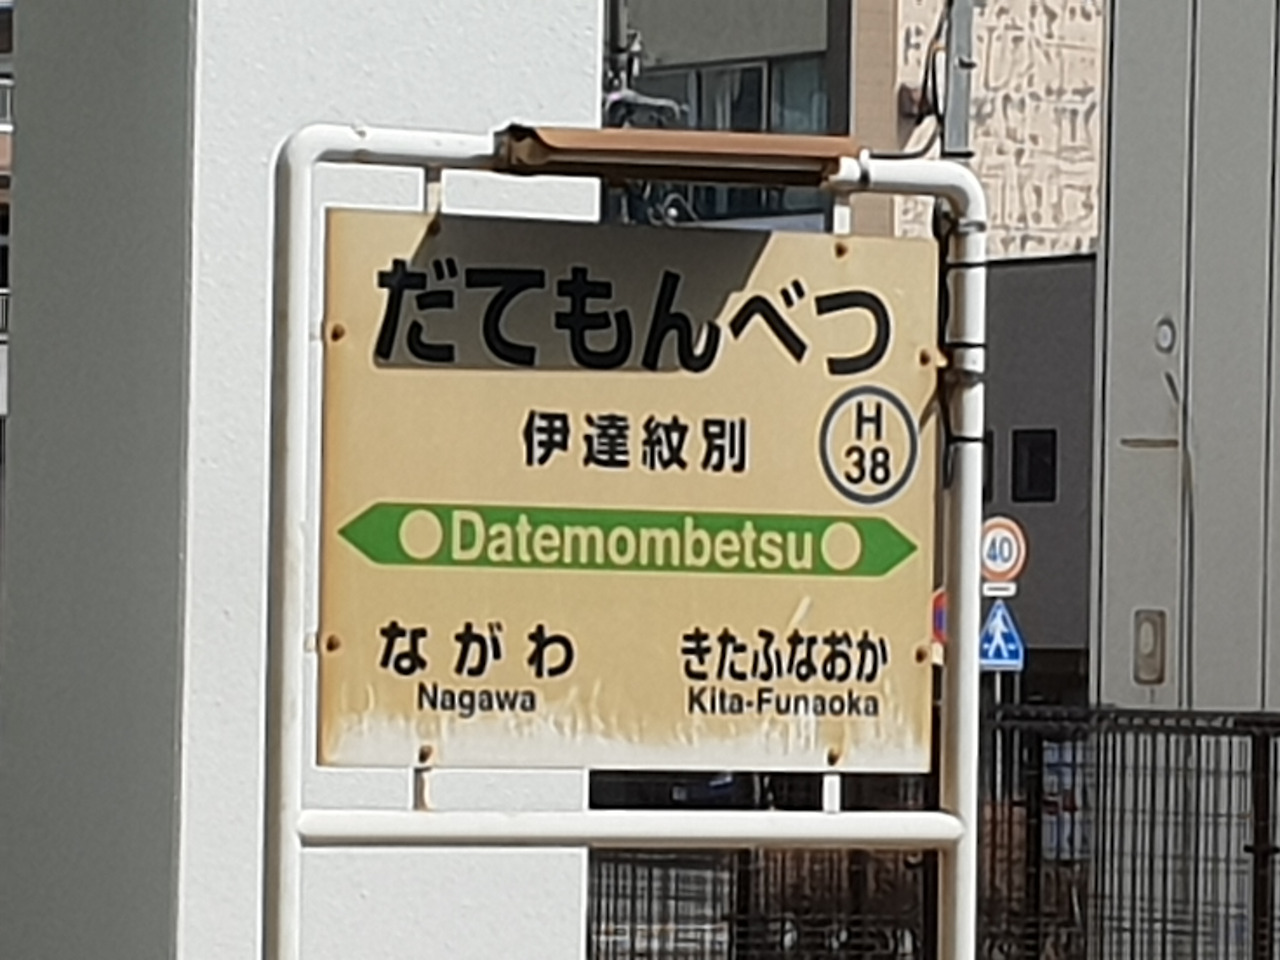 だてもんべつ
伊達紋別
H
38
Datemombetsu
ながわ
Nagawa
きたふなおか
Kita-Funaoka
40